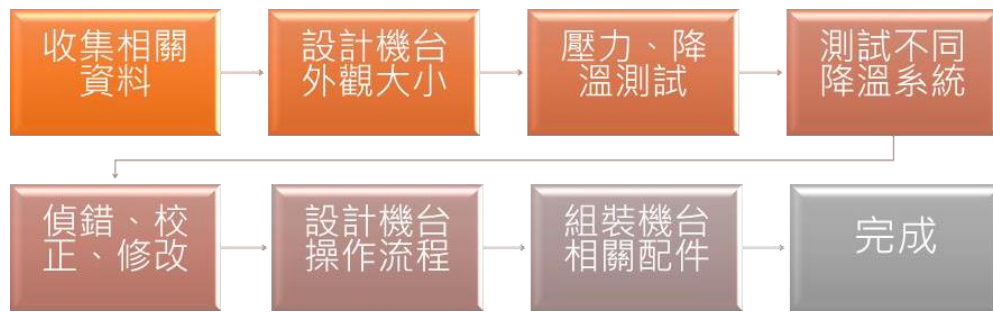 收集相關
資料
設計機台
外觀大小
壓力、降
溫測試
測試不同
降溫系統
偵錯、校
正、修改
設計機台
操作流程
組裝機台
相關配件
完成